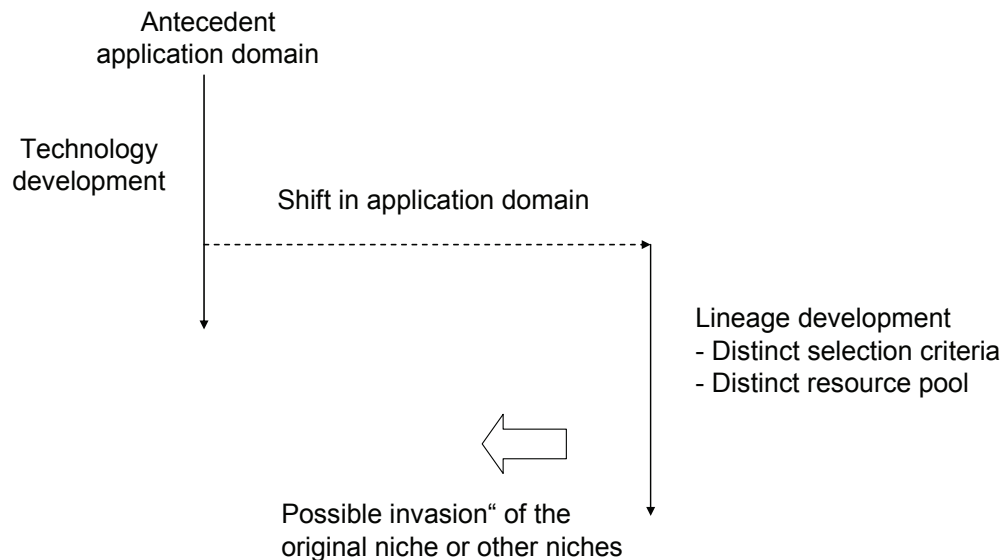 Antecedent
application domain
Technology
development
Shift in application domain
Lineage development
- Distinct selection criteria
- Distinct resource pool
Possible invasion“ of the
original niche or other niches